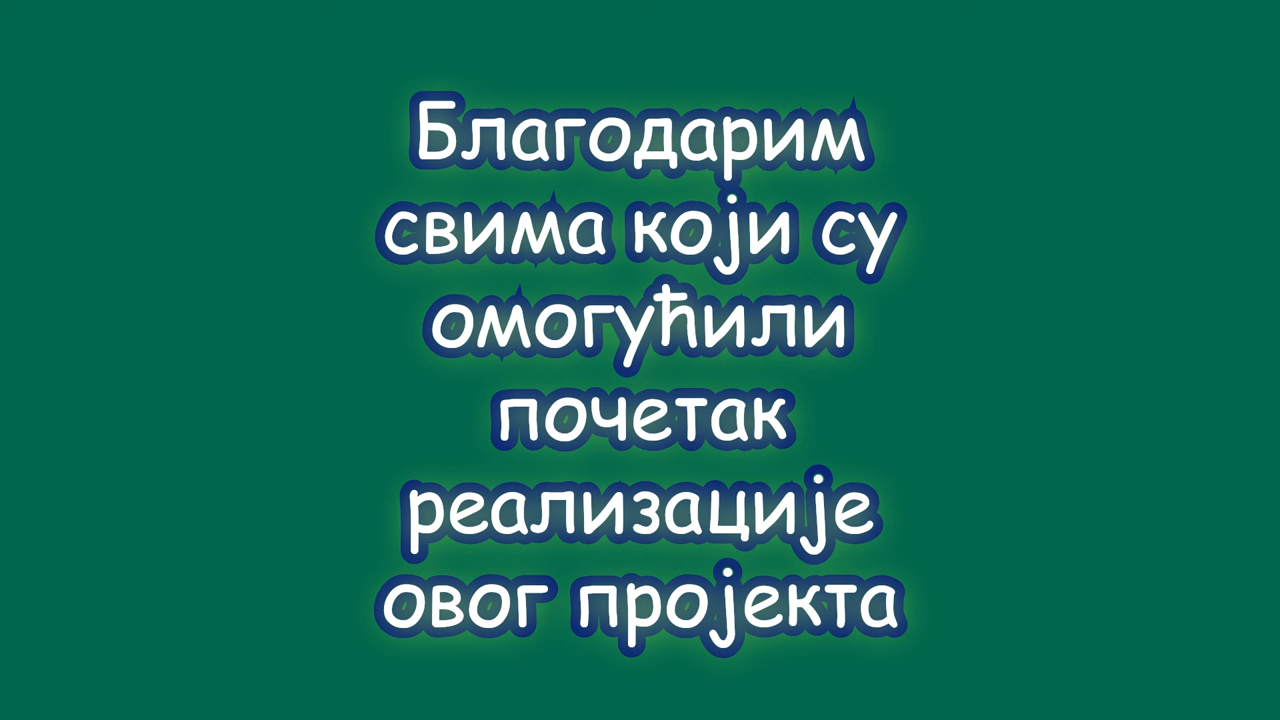 Благодарим
свима који су
омогућили
почетак
реализације
овог пројекта